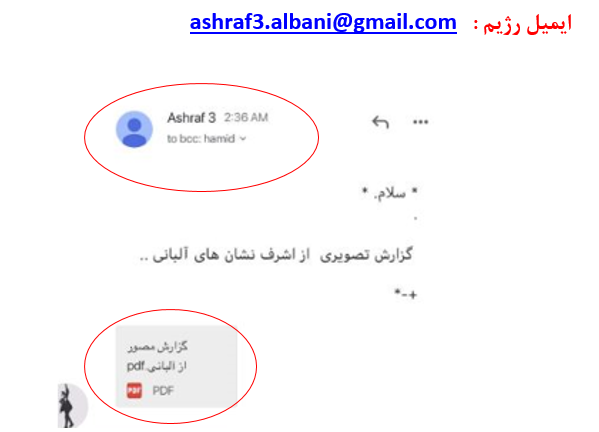 ایمیل رژیم : ashraf3.albani@gmail.com
Ashraf 3 2:36 AM
to bcc: hamid
* سلام. *
.
گزارش تصویری از اشرف نشان های آلبانی ..
*-+
گزارش مصور
از البانی.pdf
PDF PDF